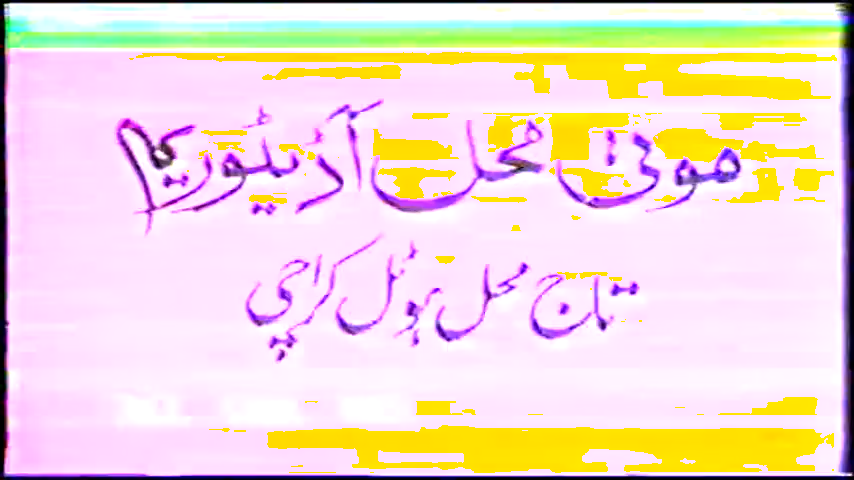 موتی محل آڈیٹوریم
تاج محل ہوٹل کراچی